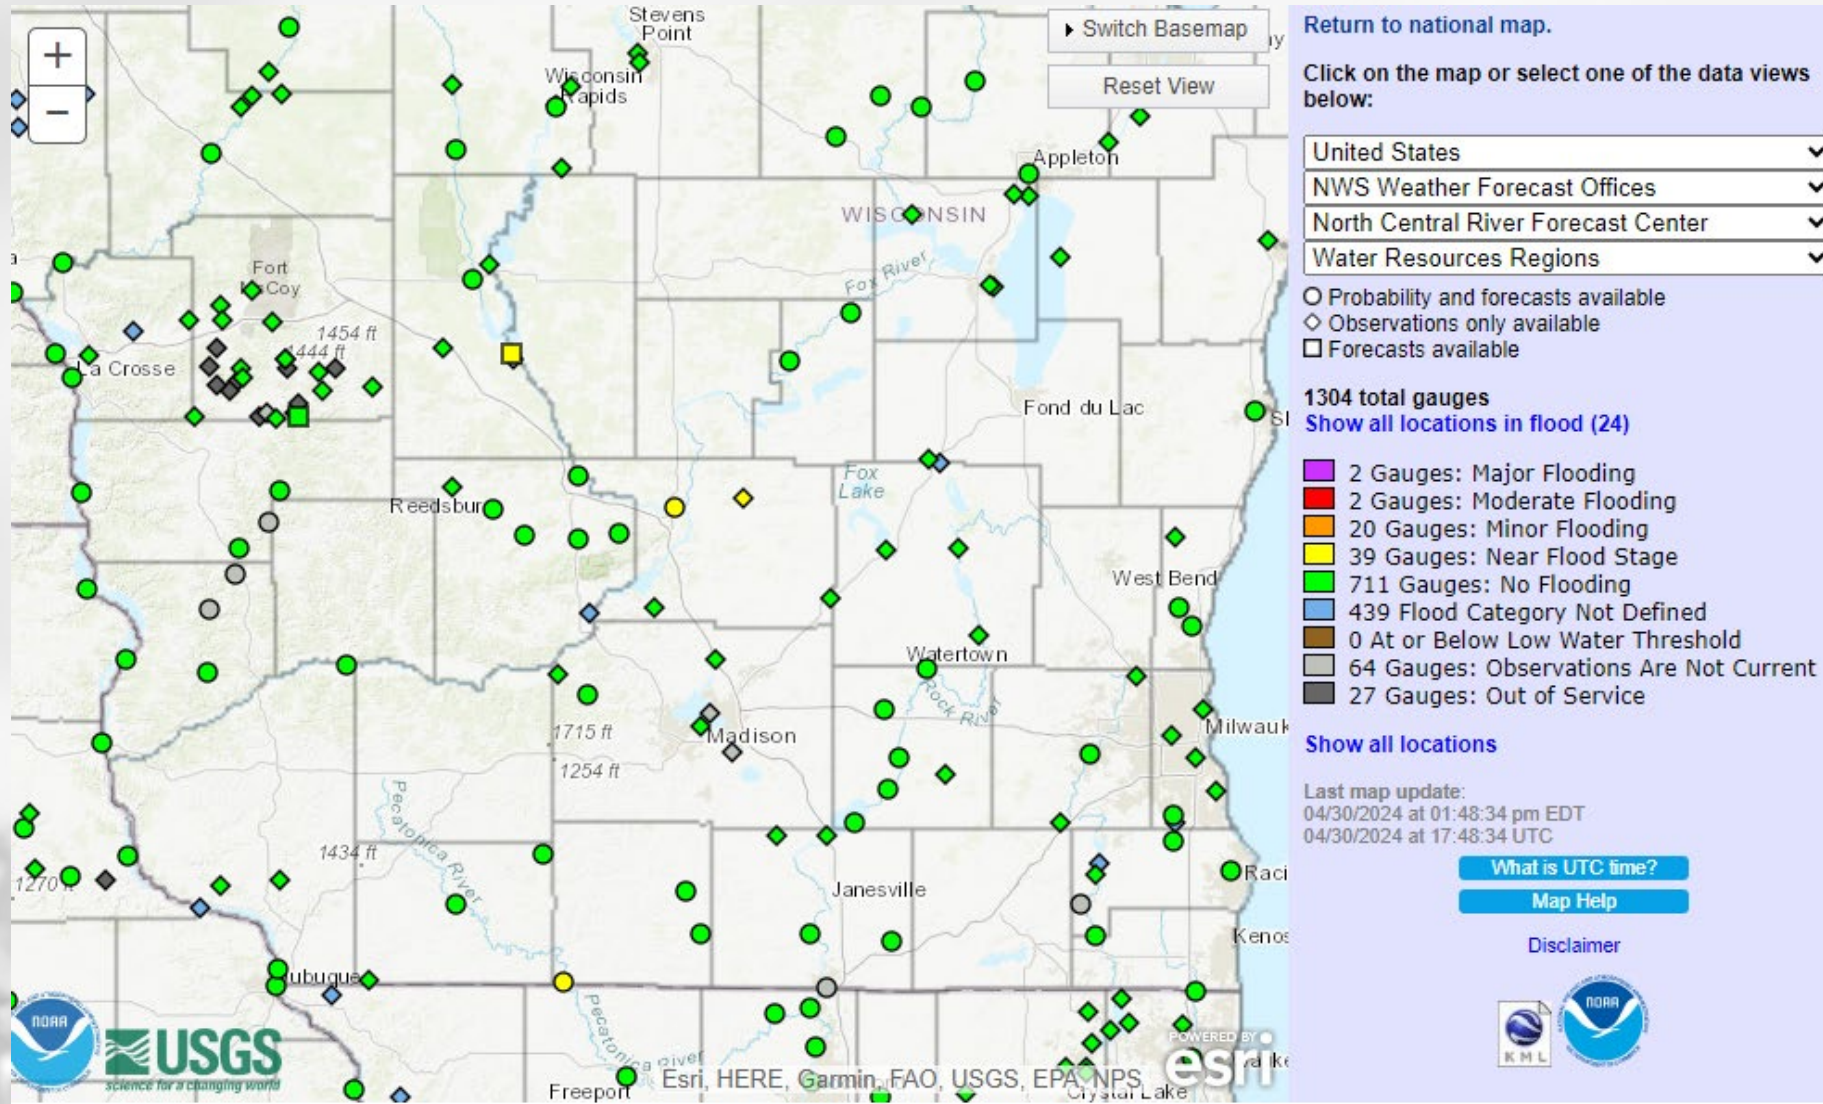 Stevens
Point
Switch Basemap
Reset View
Wisconsin
Rapids
Appleton
WISCONSIN
Fort
McCoy
Fox River
1454 ft
1444 ft
La Crosse
Fond du Lac
Fox
Lake
Reedsbur
West Bend
Watertown
Rock River
1715 ft
Madison
Milwauk
1254 ft
Pecatonica River
1434 ft
1270
Janesville
Raci
Kenos
ubuque
Pecatonica River
NOAA
USGS
science for a changing world
Freeport
Esri, HERE, Garmin, FAO, USGS, EPA, NPS
POWERED BY
esri
Crystal Lake
Return to national map.
Click on the map or select one of the data views
below:
United States
NWS Weather Forecast Offices
North Central River Forecast Center
Water Resources Regions
Probability and forecasts available
Observations only available
Forecasts available
1304 total gauges
Show all locations in flood (24)
2 Gauges: Major Flooding
2 Gauges: Moderate Flooding
20 Gauges: Minor Flooding
39 Gauges: Near Flood Stage
711 Gauges: No Flooding
439 Flood Category Not Defined
0 At or Below Low Water Threshold
64 Gauges: Observations Are Not Current
27 Gauges: Out of Service
Show all locations
Last map update:
04/30/2024 at 01:48:34 pm EDT
04/30/2024 at 17:48:34 UTC
What is UTC time?
Map Help
Disclaimer
KML
NOAA